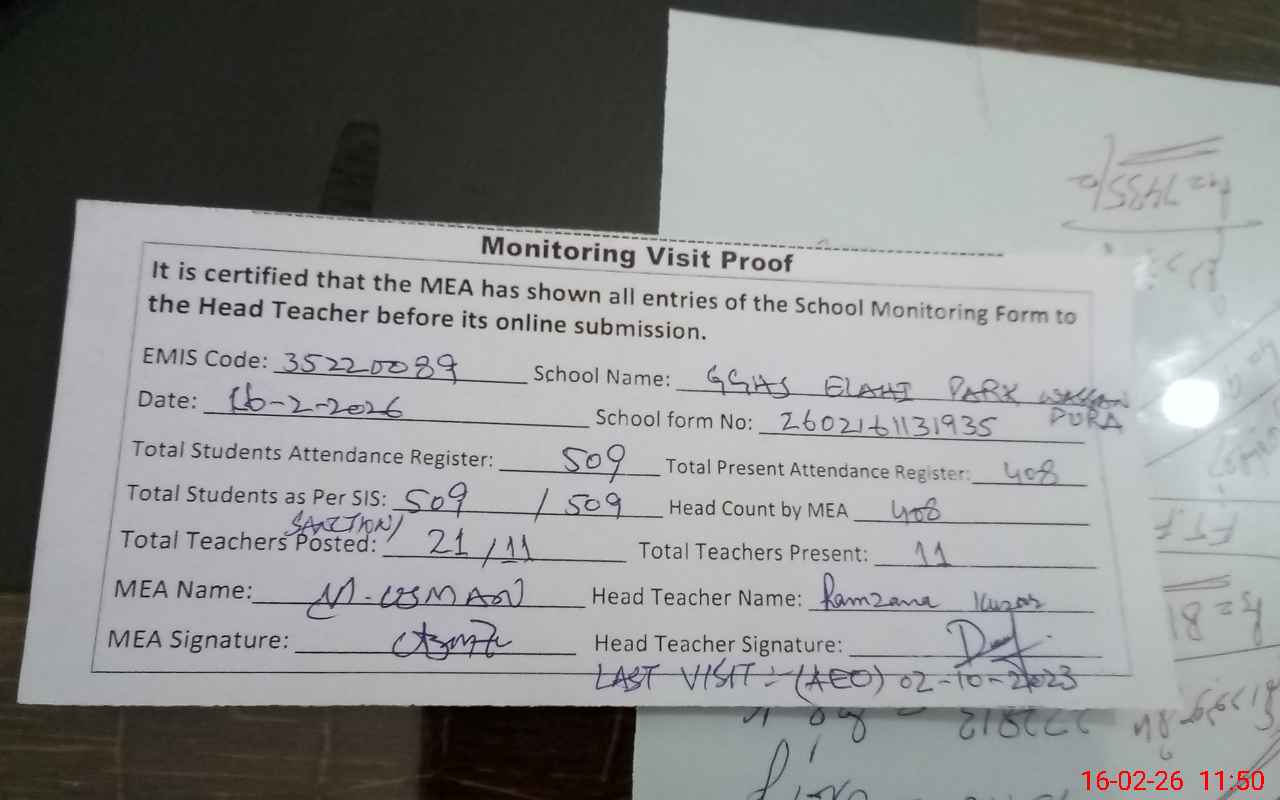 Monitoring Visit Proof
It is certified that the MEA has shown all entries of the School Monitoring Form to
the Head Teacher before its online submission.
EMIS Code: 35220089 School Name: GGHS ELAHI PARK WASSAN PURA
Date: 16-2-2026 School form No: 2602161131935
Total Students Attendance Register: 509 Total Present Attendance Register: 408
Total Students as Per SIS: 509 / 509 Head Count by MEA 408
SANCTION/
Total Teachers Posted: 21 / 11 Total Teachers Present: 11
MEA Name: M. USMAN Head Teacher Name: Ramzana
MEA Signature: Head Teacher Signature:
LAST VISIT :- (AEO) 02-10-2023
16-02-26 11:50